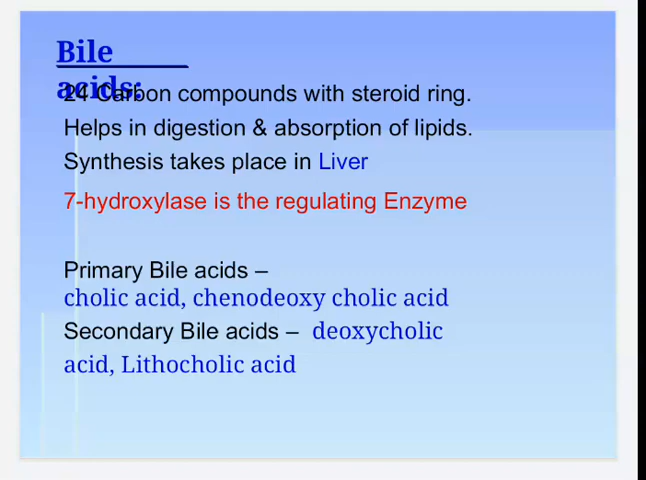 Bile
acids:
24 Carbon compounds with steroid ring.
Helps in digestion & absorption of lipids.
Synthesis takes place in Liver
7-hydroxylase is the regulating Enzyme
Primary Bile acids –
cholic acid, chenodeoxy cholic acid
Secondary Bile acids – deoxycholic
acid, Lithocholic acid